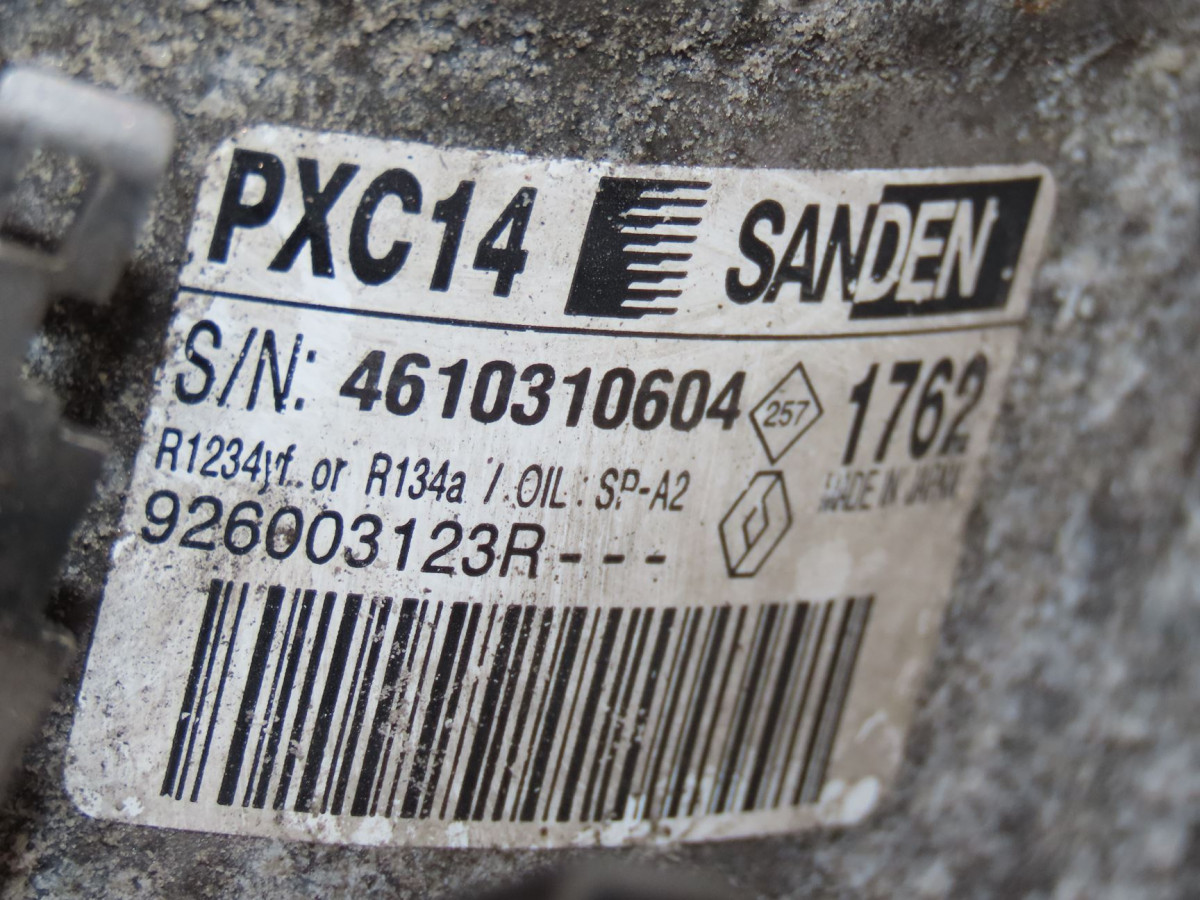 PXC14 SANDEN
S/N: 4610310604 257 1762
R1234yf or R134a / OIL : SP-A2 MADE IN JAPAN
926003123R---